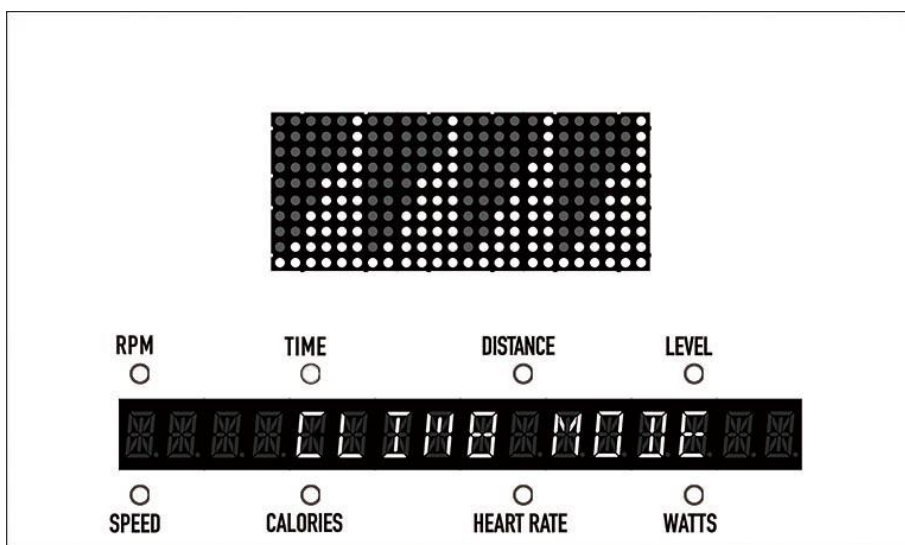 RPM TIME DISTANCE LEVEL
CLIMB MODE
SPEED CALORIES HEART RATE WATTS